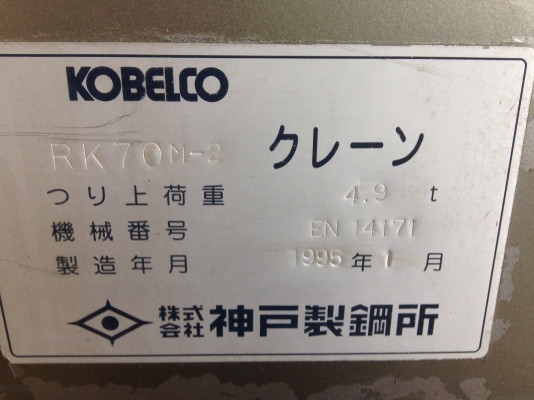 KOBELCO
RK70M-2 クレーン
つり上荷重 4.9 t
機械番号 EN 14171
製造年月 1995年1月
株式会社 神戸製鋼所